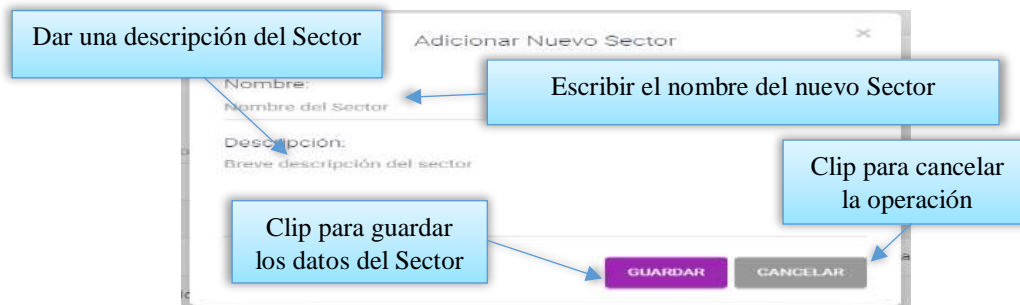 Dar una descripción del Sector
Adicionar Nuevo Sector
×
Nombre:
Nombre del Sector
Escribir el nombre del nuevo Sector
Descripción:
Breve descripción del sector
Clip para cancelar
la operación
Clip para guardar
los datos del Sector
GUARDAR
CANCELAR